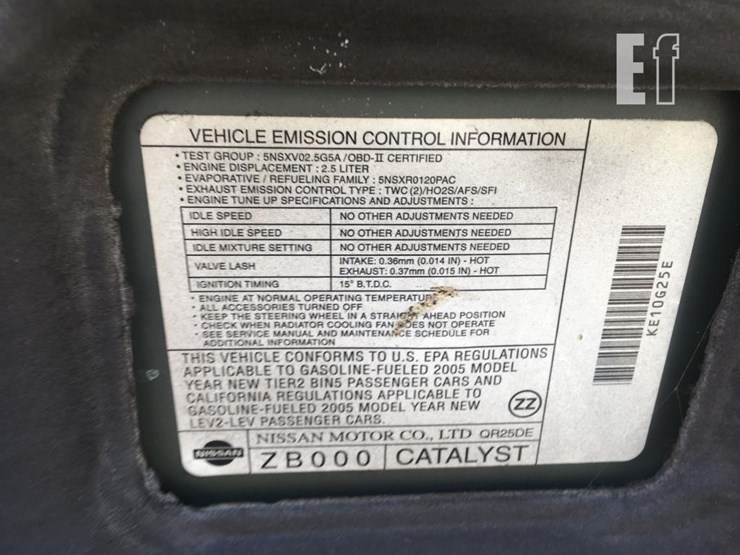 Ef
VEHICLE EMISSION CONTROL INFORMATION
• TEST GROUP : 5NSXV02.5G5A / OBD-II CERTIFIED
• ENGINE DISPLACEMENT : 2.5 LITER
• EVAPORATIVE / REFUELING FAMILY : 5NSXR0120PAC
• EXHAUST EMISSION CONTROL TYPE : TWC (2)/HO2S/AFS/SFI
• ENGINE TUNE UP SPECIFICATIONS AND ADJUSTMENTS :
IDLE SPEED NO OTHER ADJUSTMENTS NEEDED
HIGH IDLE SPEED NO OTHER ADJUSTMENTS NEEDED
IDLE MIXTURE SETTING NO OTHER ADJUSTMENTS NEEDED
VALVE LASH INTAKE: 0.36mm (0.014 IN) - HOT
EXHAUST: 0.37mm (0.015 IN) - HOT
IGNITION TIMING 15° B.T.D.C.
• ENGINE AT NORMAL OPERATING TEMPERATURE
• ALL ACCESSORIES TURNED OFF
• KEEP THE STEERING WHEEL IN A STRAIGHT AHEAD POSITION
• CHECK WHEN RADIATOR COOLING FAN DOES NOT OPERATE
• SEE SERVICE MANUAL AND MAINTENANCE SCHEDULE FOR
ADDITIONAL INFORMATION
THIS VEHICLE CONFORMS TO U.S. EPA REGULATIONS
APPLICABLE TO GASOLINE-FUELED 2005 MODEL
YEAR NEW TIER2 BIN5 PASSENGER CARS AND
CALIFORNIA REGULATIONS APPLICABLE TO
GASOLINE-FUELED 2005 MODEL YEAR NEW
LEV2-LEV PASSENGER CARS.
ZZ
NISSAN
NISSAN MOTOR CO., LTD QR25DE
ZB000 CATALYST
KE10G25E